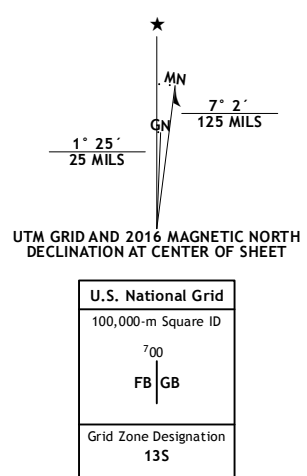 ★
MN
GN
7° 2´
125 MILS
1° 25´
25 MILS
UTM GRID AND 2016 MAGNETIC NORTH
DECLINATION AT CENTER OF SHEET
U.S. National Grid
100,000-m Square ID
⁷00
FB GB
Grid Zone Designation
13S